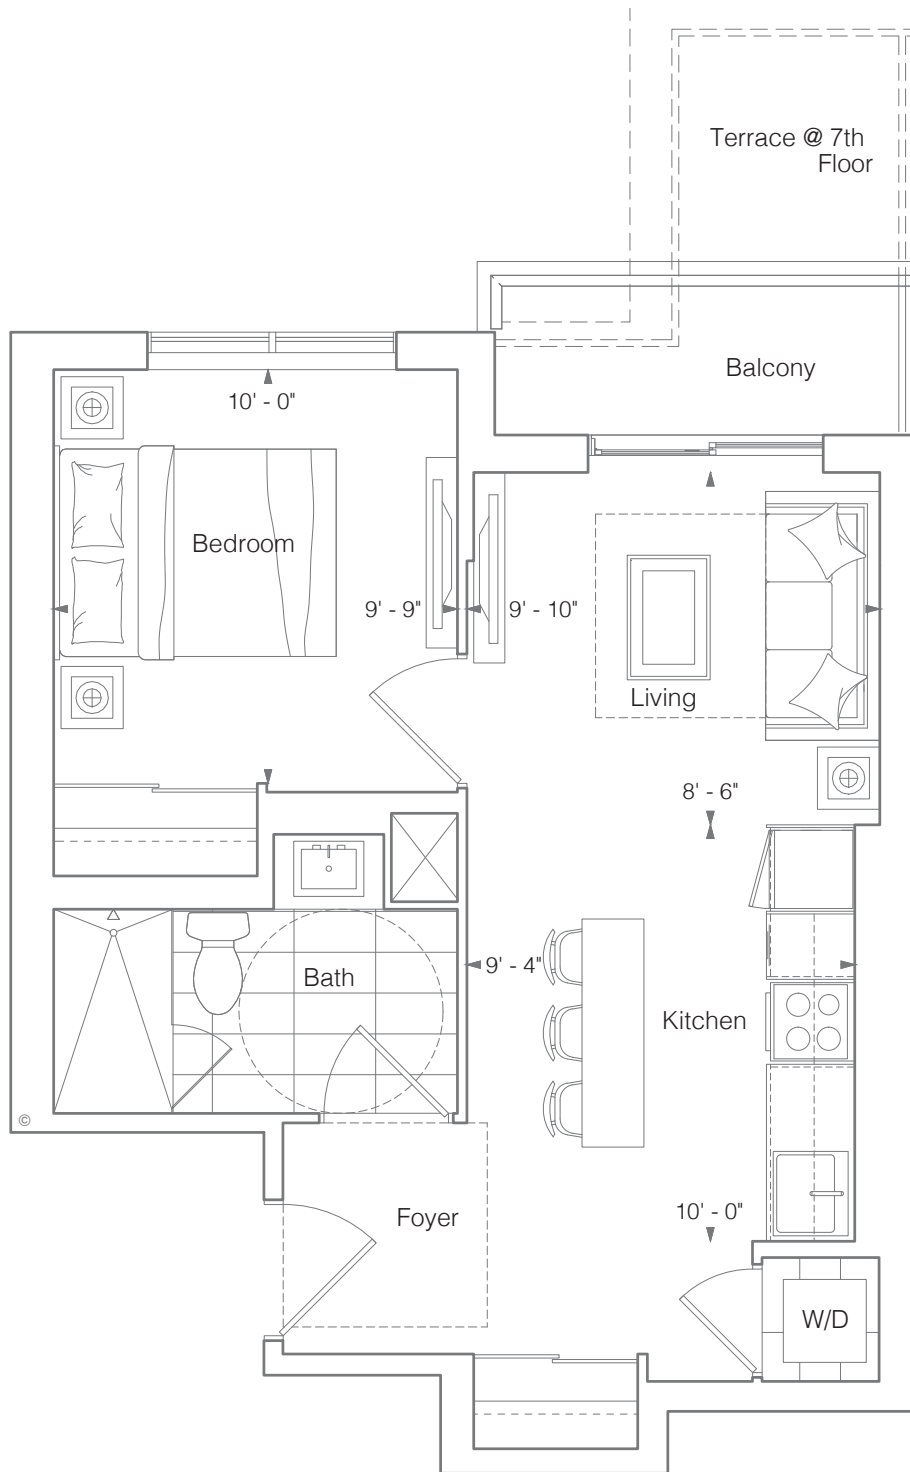 Terrace @ 7th
Floor
Balcony
10' - 0"
Bedroom
9' - 9"
9' - 10"
Living
8' - 6"
9' - 4"
Bath
Kitchen
©
10' - 0"
Foyer
W/D